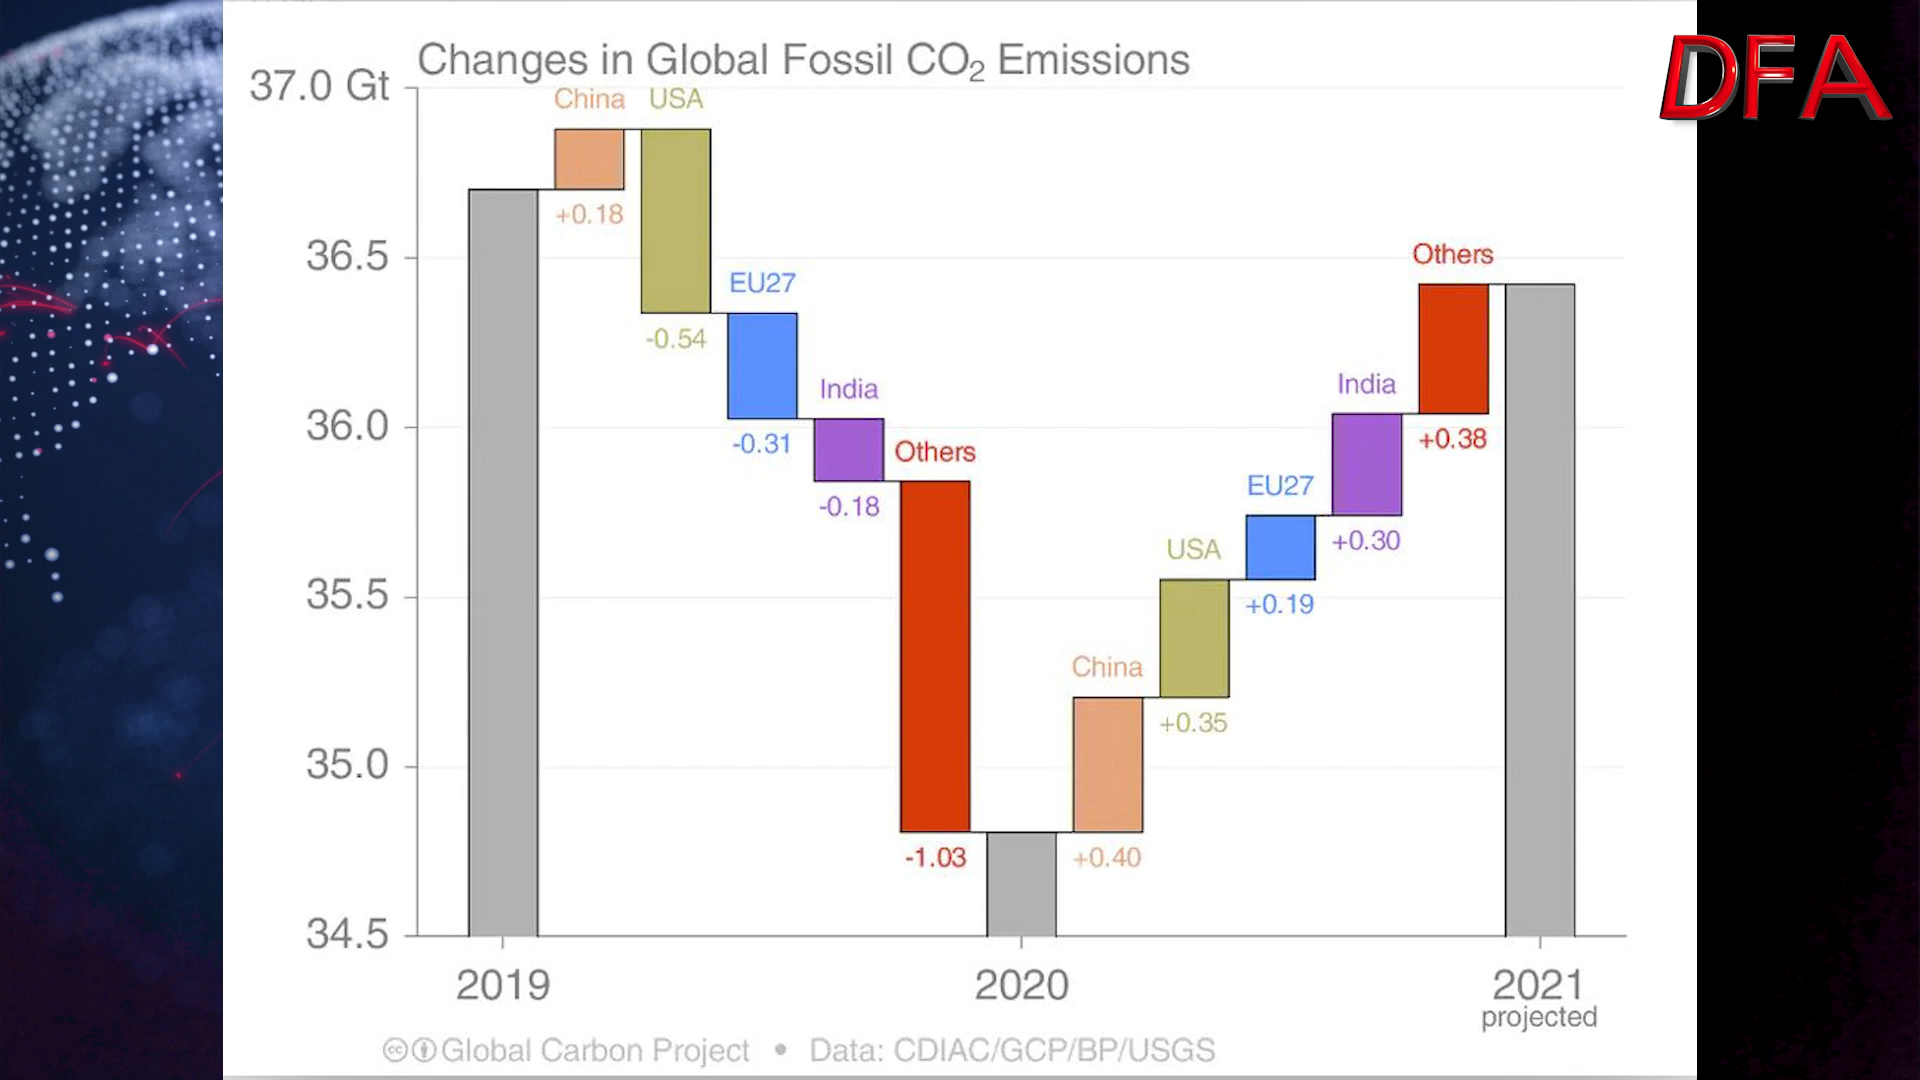 DFA
Changes in Global Fossil CO₂ Emissions
37.0 Gt
36.5
36.0
35.5
35.0
34.5
China
+0.18
USA
-0.54
EU27
-0.31
India
-0.18
Others
-1.03
China
+0.40
USA
+0.35
EU27
+0.19
India
+0.30
Others
+0.38
2019
2020
2021
projected
Global Carbon Project • Data: CDIAC/GCP/BP/USGS